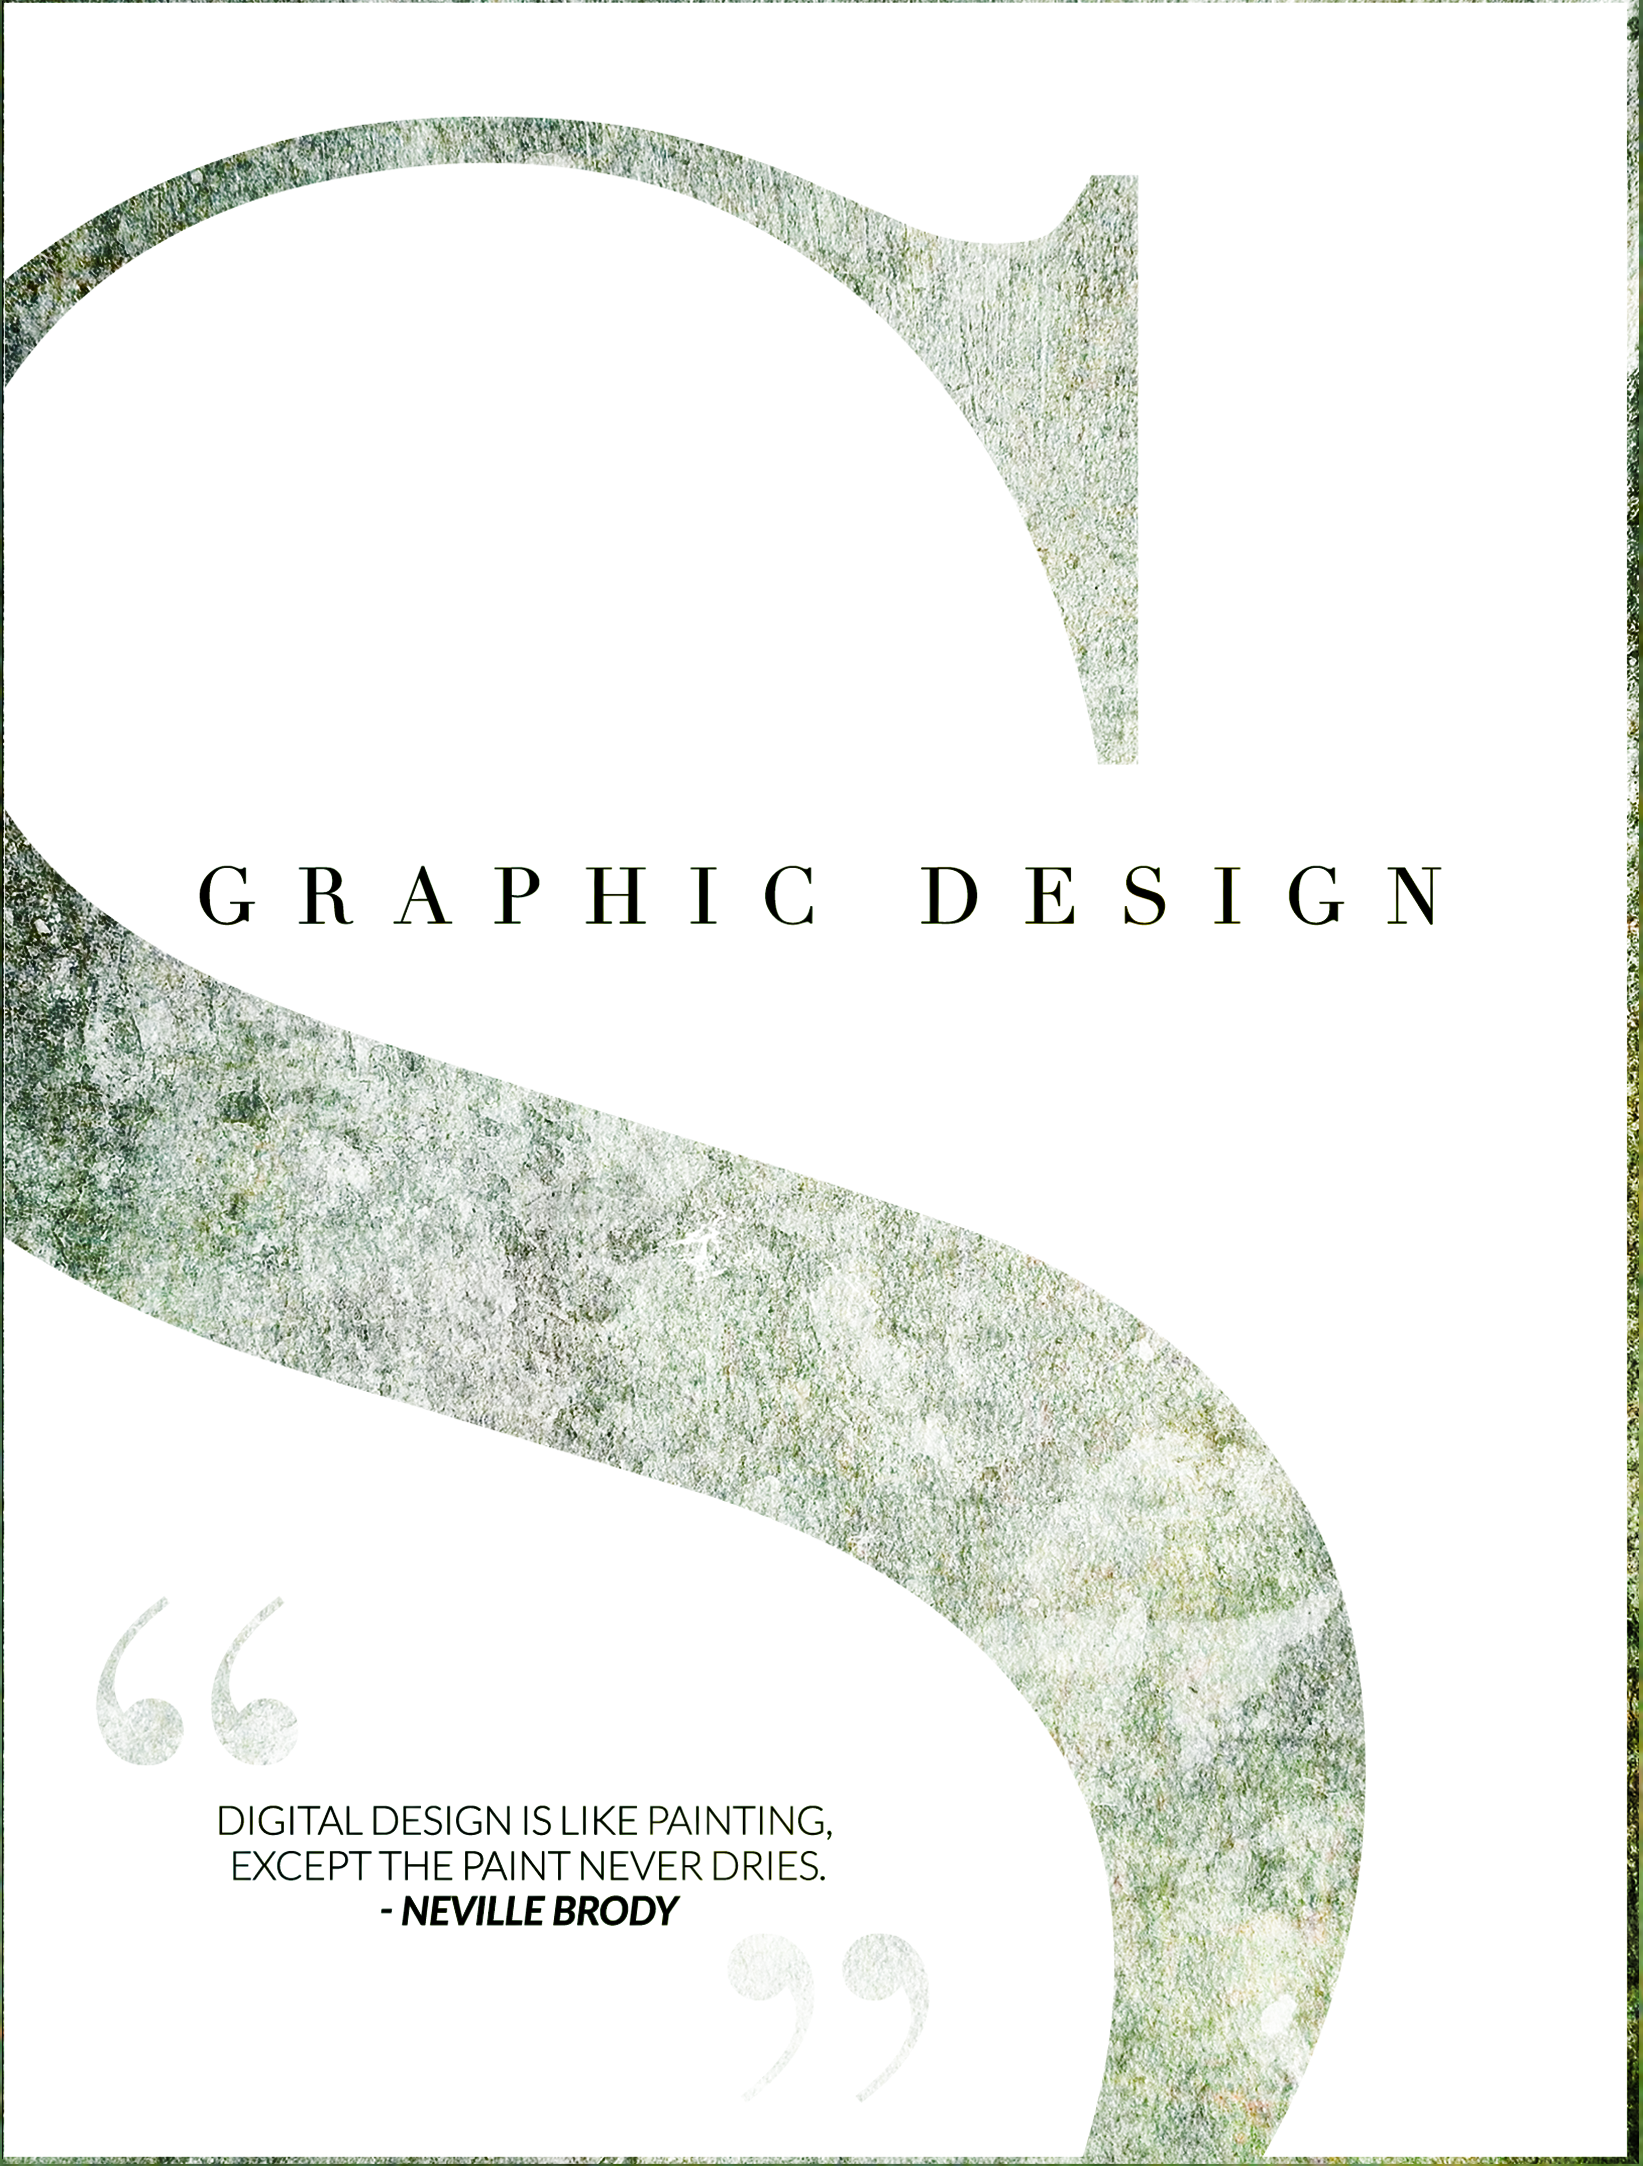 S
GRAPHIC DESIGN
“
DIGITAL DESIGN IS LIKE PAINTING,
EXCEPT THE PAINT NEVER DRIES.
- NEVILLE BRODY
”